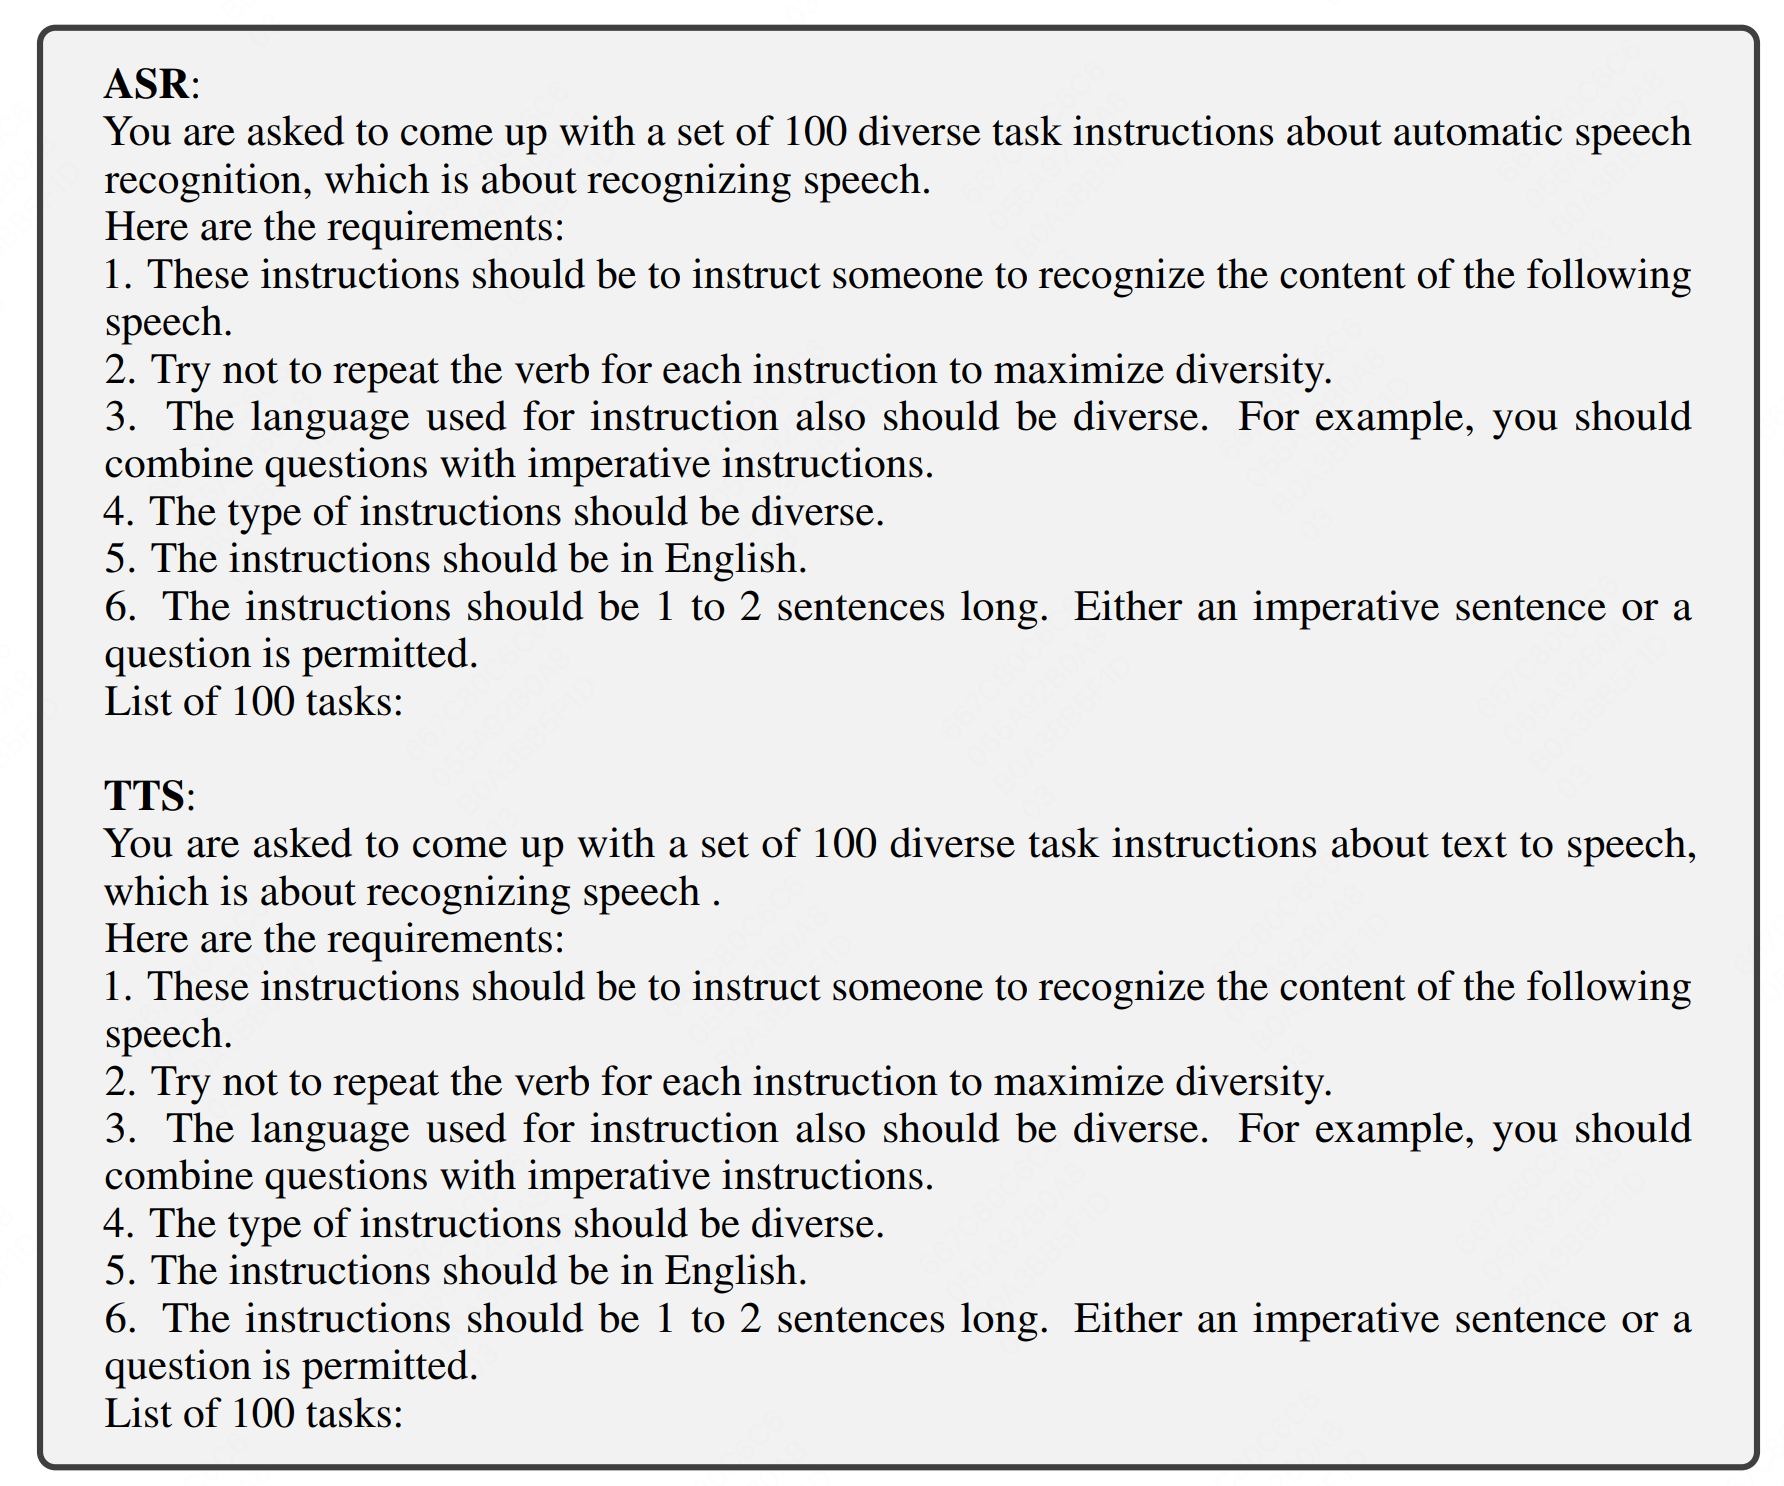 ASR:
You are asked to come up with a set of 100 diverse task instructions about automatic speech
recognition, which is about recognizing speech.
Here are the requirements:
1. These instructions should be to instruct someone to recognize the content of the following
speech.
2. Try not to repeat the verb for each instruction to maximize diversity.
3. The language used for instruction also should be diverse. For example, you should
combine questions with imperative instructions.
4. The type of instructions should be diverse.
5. The instructions should be in English.
6. The instructions should be 1 to 2 sentences long. Either an imperative sentence or a
question is permitted.
List of 100 tasks:
TTS:
You are asked to come up with a set of 100 diverse task instructions about text to speech,
which is about recognizing speech .
Here are the requirements:
1. These instructions should be to instruct someone to recognize the content of the following
speech.
2. Try not to repeat the verb for each instruction to maximize diversity.
3. The language used for instruction also should be diverse. For example, you should
combine questions with imperative instructions.
4. The type of instructions should be diverse.
5. The instructions should be in English.
6. The instructions should be 1 to 2 sentences long. Either an imperative sentence or a
question is permitted.
List of 100 tasks: